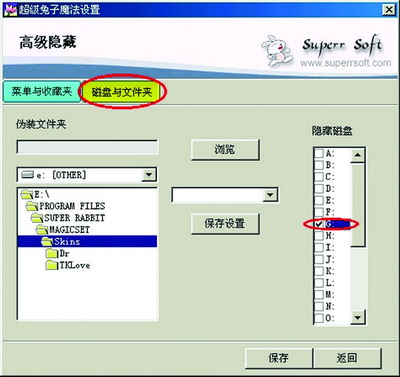 超级兔子魔法设置
高级隐藏
Superr Soft
www.superrsoft.com
菜单与收藏夹
磁盘与文件夹
伪装文件夹
浏览
e: [OTHER]
E:\
PROGRAM FILES
SUPER RABBIT
MAGICSET
Skins
Dr
TKLove
保存设置
隐藏磁盘
A:
B:
C:
D:
E:
F:
G:
H:
I:
J:
K:
L:
M:
N:
O:
保存
返回